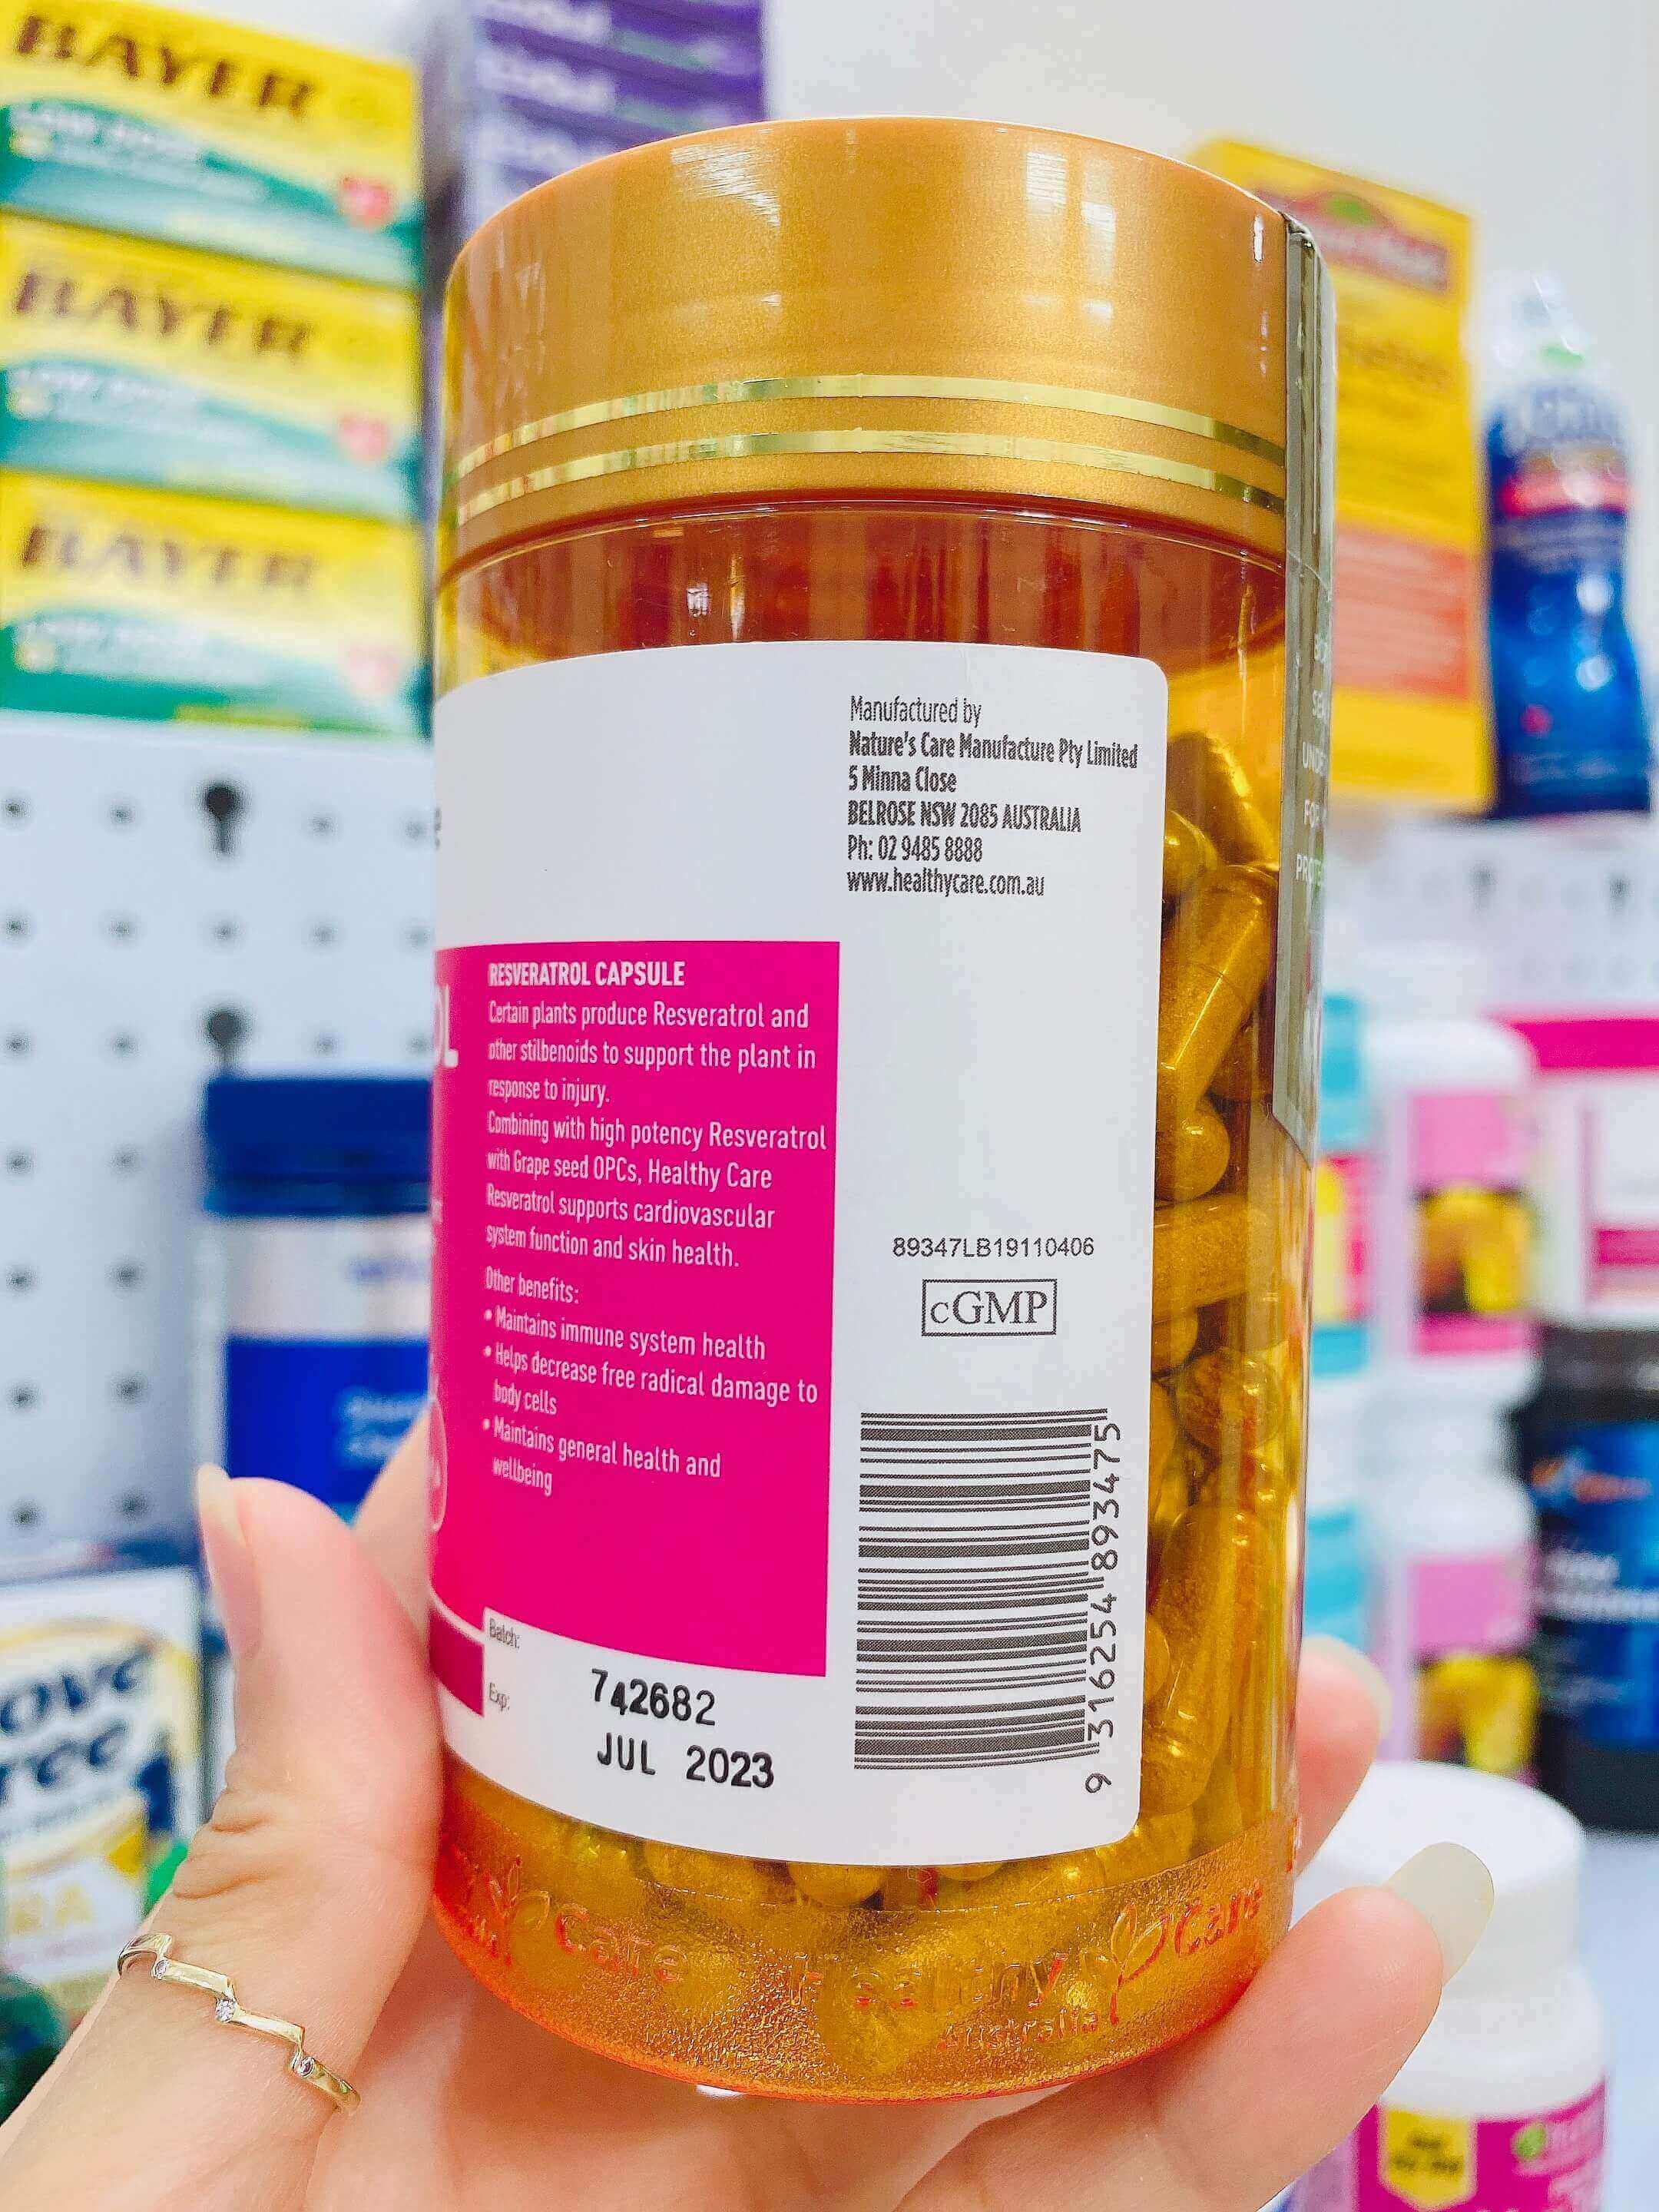 BAYER
BAYER
BAYER
Manufactured by
Nature's Care Manufacture Pty Limited
5 Minna Close
BELROSE NSW 2085 AUSTRALIA
Ph: 02 9485 8888
www.healthycare.com.au
RESVERATROL CAPSULE
Certain plants produce Resveratrol and
other stilbenoids to support the plant in
response to injury.
Combining with high potency Resveratrol
with Grape seed OPCs, Healthy Care
Resveratrol supports cardiovascular
system function and skin health.
Other benefits:
• Maintains immune system health
• Helps decrease free radical damage to
body cells
• Maintains general health and
wellbeing
89347LB19110406
cGMP
9 316254 893475
Batch: 742682
Exp: JUL 2023
Care Healthy Care
Australia